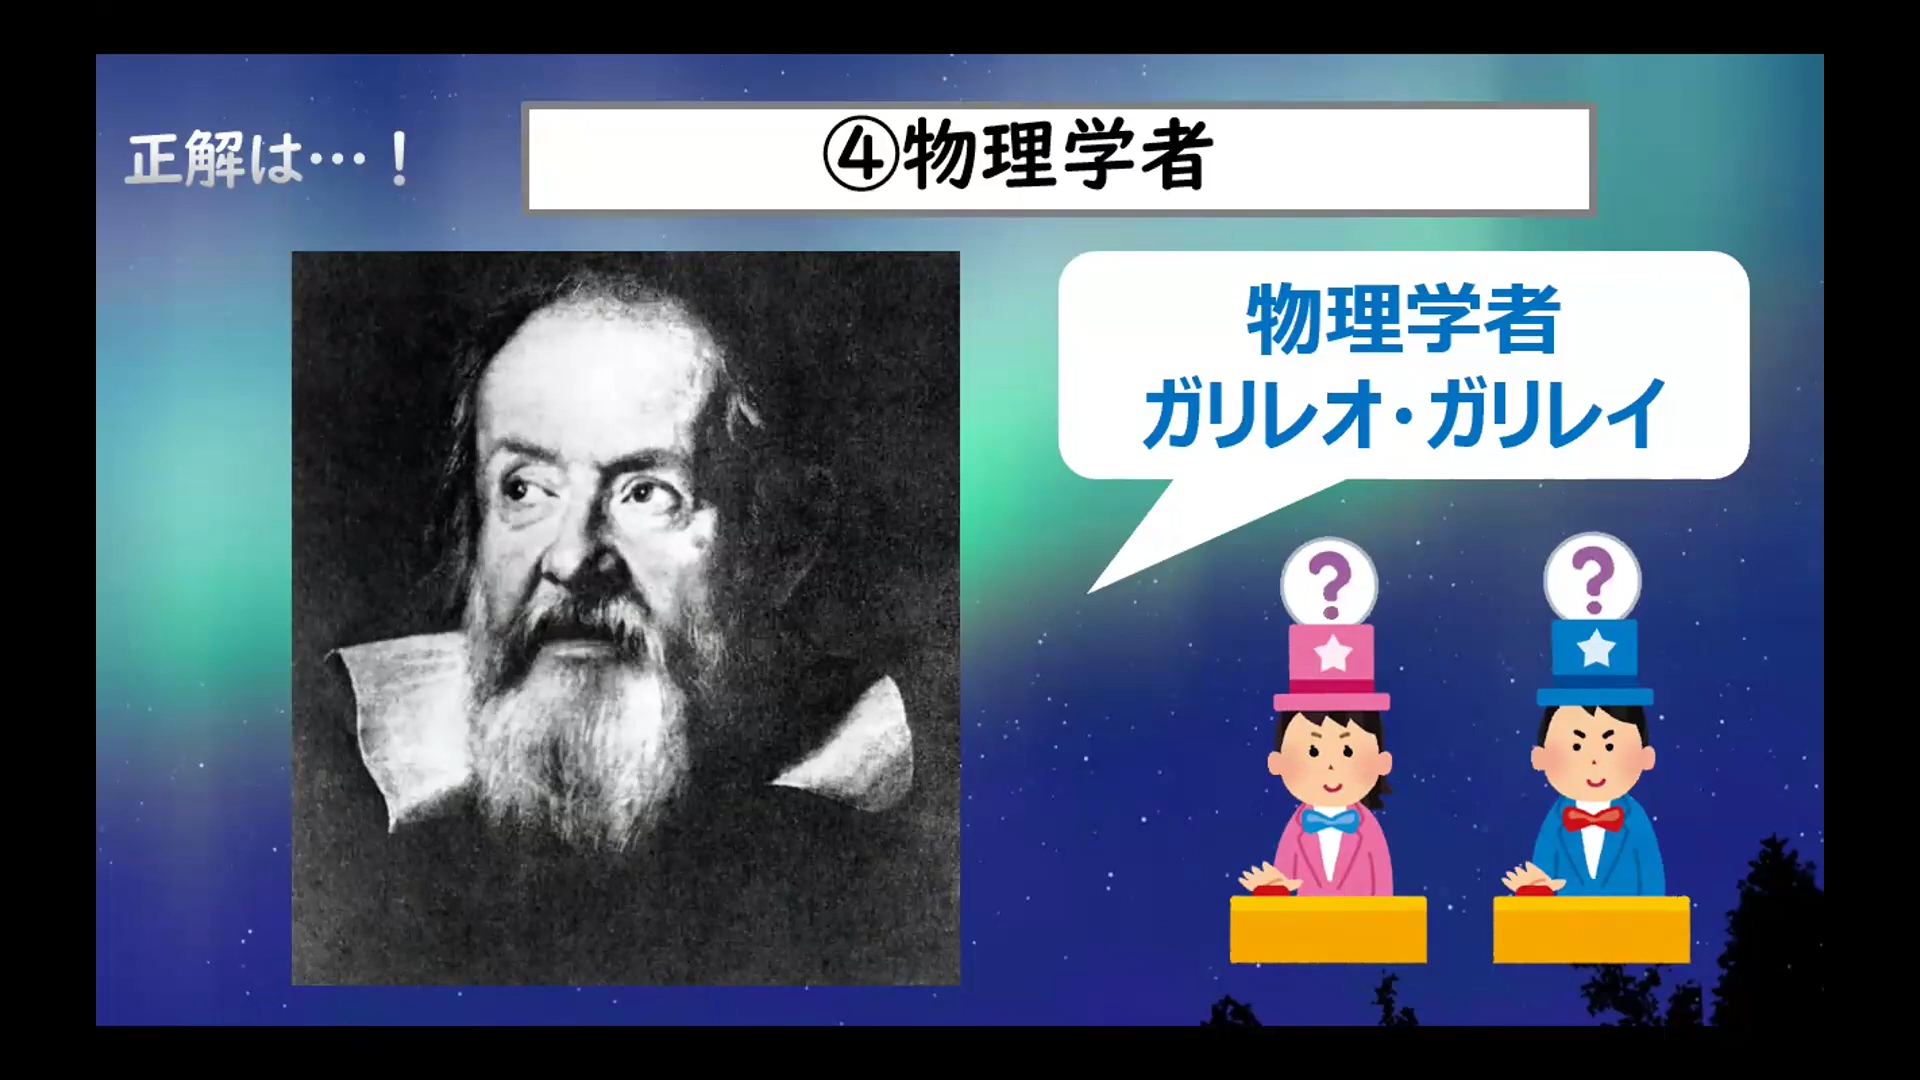 正解は…！
④物理学者
物理学者
ガリレオ・ガリレイ
?
?